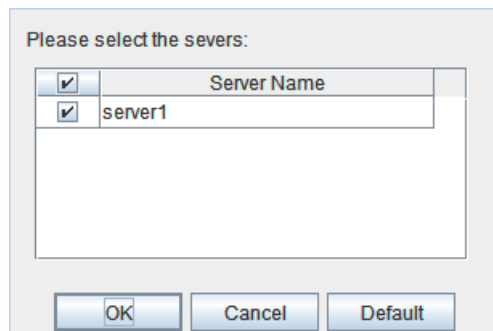 Please select the severs:
Server Name
server1
OK Cancel Default